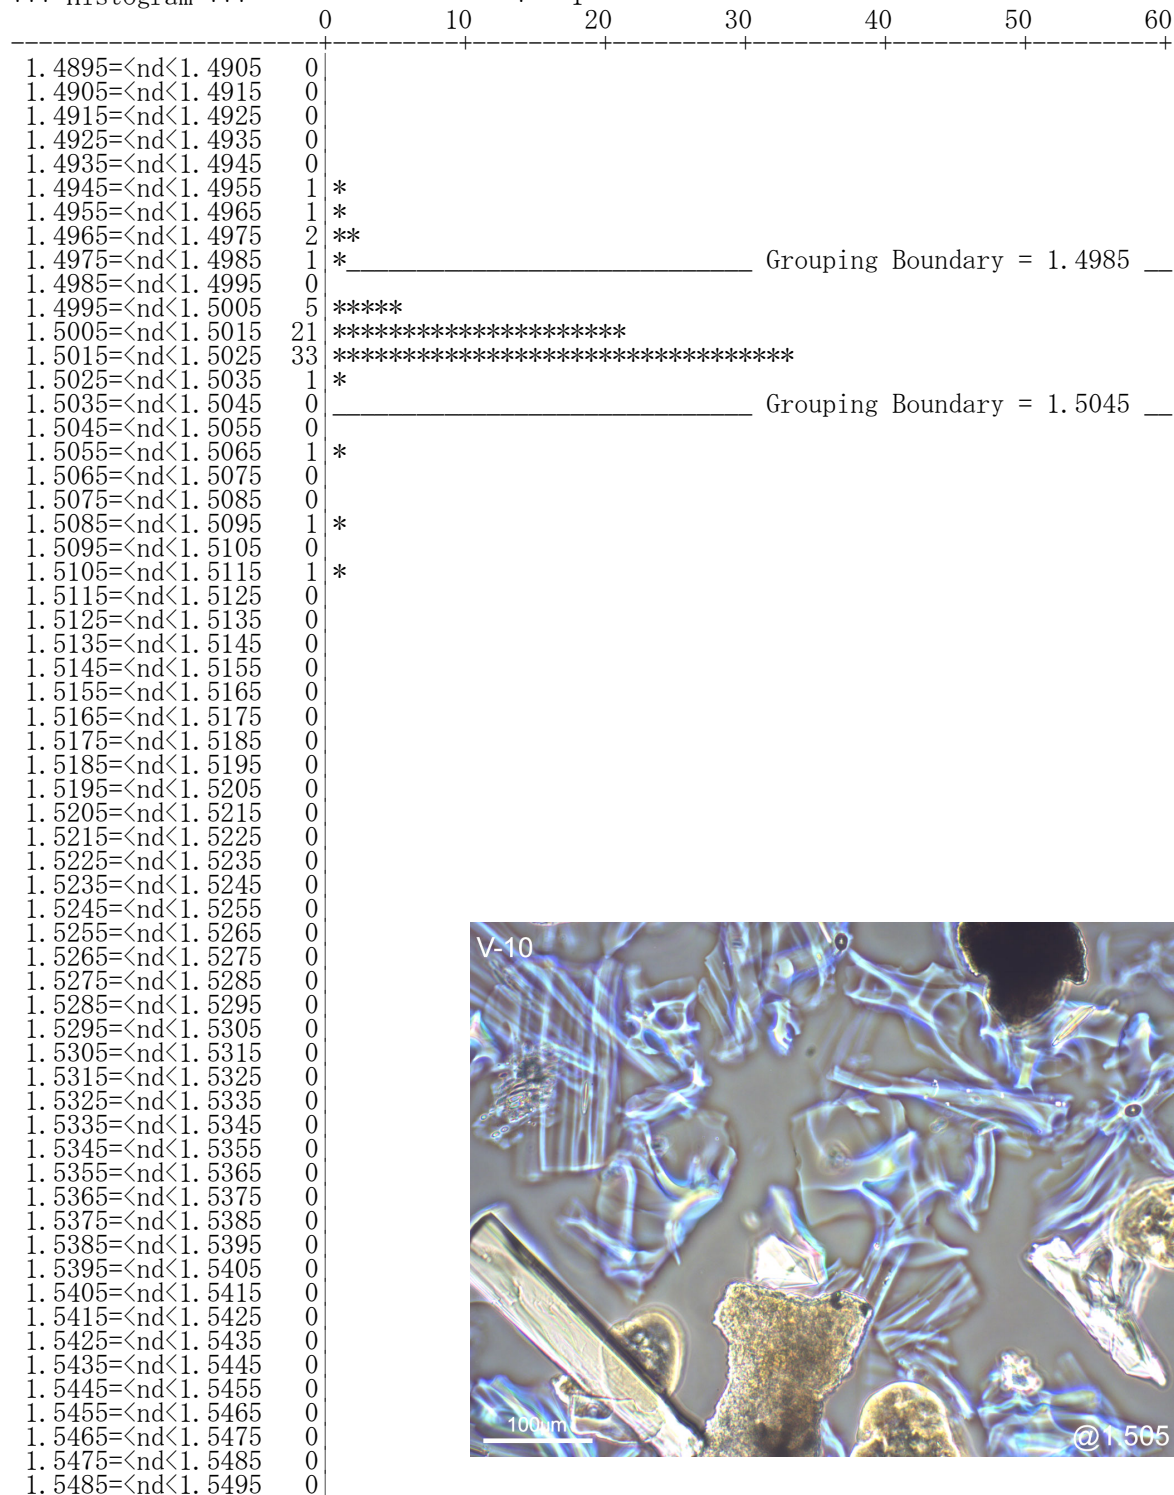 *** Histogram ***
0 10 20 30 40 50 60
1.4895=<nd<1.4905 0
1.4905=<nd<1.4915 0
1.4915=<nd<1.4925 0
1.4925=<nd<1.4935 0
1.4935=<nd<1.4945 0
1.4945=<nd<1.4955 1 *
1.4955=<nd<1.4965 1 *
1.4965=<nd<1.4975 2 **
1.4975=<nd<1.4985 1 *_____________________________ Grouping Boundary = 1.4985 __
1.4985=<nd<1.4995 0
1.4995=<nd<1.5005 5 *****
1.5005=<nd<1.5015 21 *********************
1.5015=<nd<1.5025 33 *********************************
1.5025=<nd<1.5035 1 *
1.5035=<nd<1.5045 0 ______________________________ Grouping Boundary = 1.5045 __
1.5045=<nd<1.5055 0
1.5055=<nd<1.5065 1 *
1.5065=<nd<1.5075 0
1.5075=<nd<1.5085 0
1.5085=<nd<1.5095 1 *
1.5095=<nd<1.5105 0
1.5105=<nd<1.5115 1 *
1.5115=<nd<1.5125 0
1.5125=<nd<1.5135 0
1.5135=<nd<1.5145 0
1.5145=<nd<1.5155 0
1.5155=<nd<1.5165 0
1.5165=<nd<1.5175 0
1.5175=<nd<1.5185 0
1.5185=<nd<1.5195 0
1.5195=<nd<1.5205 0
1.5205=<nd<1.5215 0
1.5215=<nd<1.5225 0
1.5225=<nd<1.5235 0
1.5235=<nd<1.5245 0
1.5245=<nd<1.5255 0
1.5255=<nd<1.5265 0
1.5265=<nd<1.5275 0
1.5275=<nd<1.5285 0
1.5285=<nd<1.5295 0
1.5295=<nd<1.5305 0
1.5305=<nd<1.5315 0
1.5315=<nd<1.5325 0
1.5325=<nd<1.5335 0
1.5335=<nd<1.5345 0
1.5345=<nd<1.5355 0
1.5355=<nd<1.5365 0
1.5365=<nd<1.5375 0
1.5375=<nd<1.5385 0
1.5385=<nd<1.5395 0
1.5395=<nd<1.5405 0
1.5405=<nd<1.5415 0
1.5415=<nd<1.5425 0
1.5425=<nd<1.5435 0
1.5435=<nd<1.5445 0
1.5445=<nd<1.5455 0
1.5455=<nd<1.5465 0
1.5465=<nd<1.5475 0
1.5475=<nd<1.5485 0
1.5485=<nd<1.5495 0
V-10
100um
@1.505